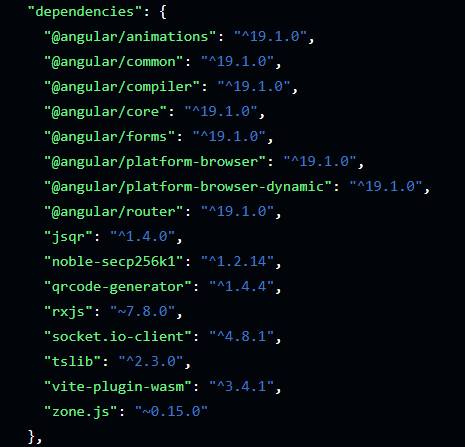 "dependencies": {
"@angular/animations": "^19.1.0",
"@angular/common": "^19.1.0",
"@angular/compiler": "^19.1.0",
"@angular/core": "^19.1.0",
"@angular/forms": "^19.1.0",
"@angular/platform-browser": "^19.1.0",
"@angular/platform-browser-dynamic": "^19.1.0",
"@angular/router": "^19.1.0",
"jsqr": "^1.4.0",
"noble-secp256k1": "^1.2.14",
"qrcode-generator": "^1.4.4",
"rxjs": "~7.8.0",
"socket.io-client": "^4.8.1",
"tslib": "^2.3.0",
"vite-plugin-wasm": "^3.4.1",
"zone.js": "~0.15.0"
},